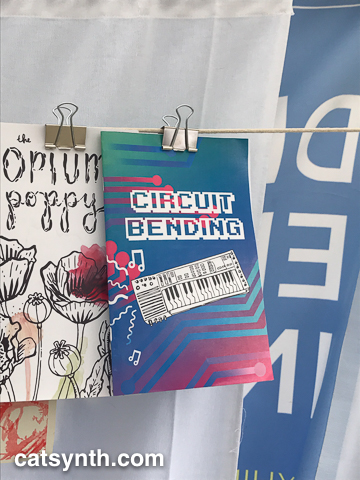 the
OPIUM
poppy
CIRCUIT
BENDING
catsynth.com